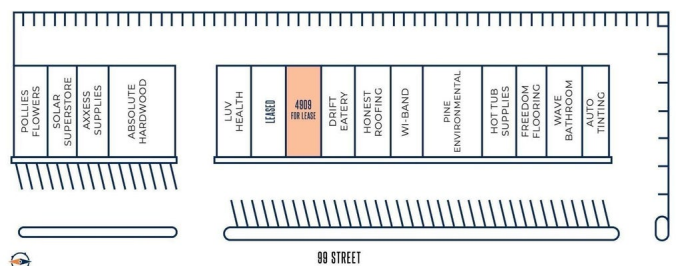 POLLIES
FLOWERS
SOLAR
SUPERSTORE
AXXESS
SUPPLIES
ABSOLUTE
HARDWOOD
LUV
HEALTH
LEASED
4809
FOR LEASE
DRIFT
EATERY
HONEST
ROOFING
WI-BAND
PINE
ENVIRONMENTAL
HOT TUB
SUPPLIES
FREEDOM
FLOORING
WAVE
BATHROOM
AUTO
TINTING
99 STREET